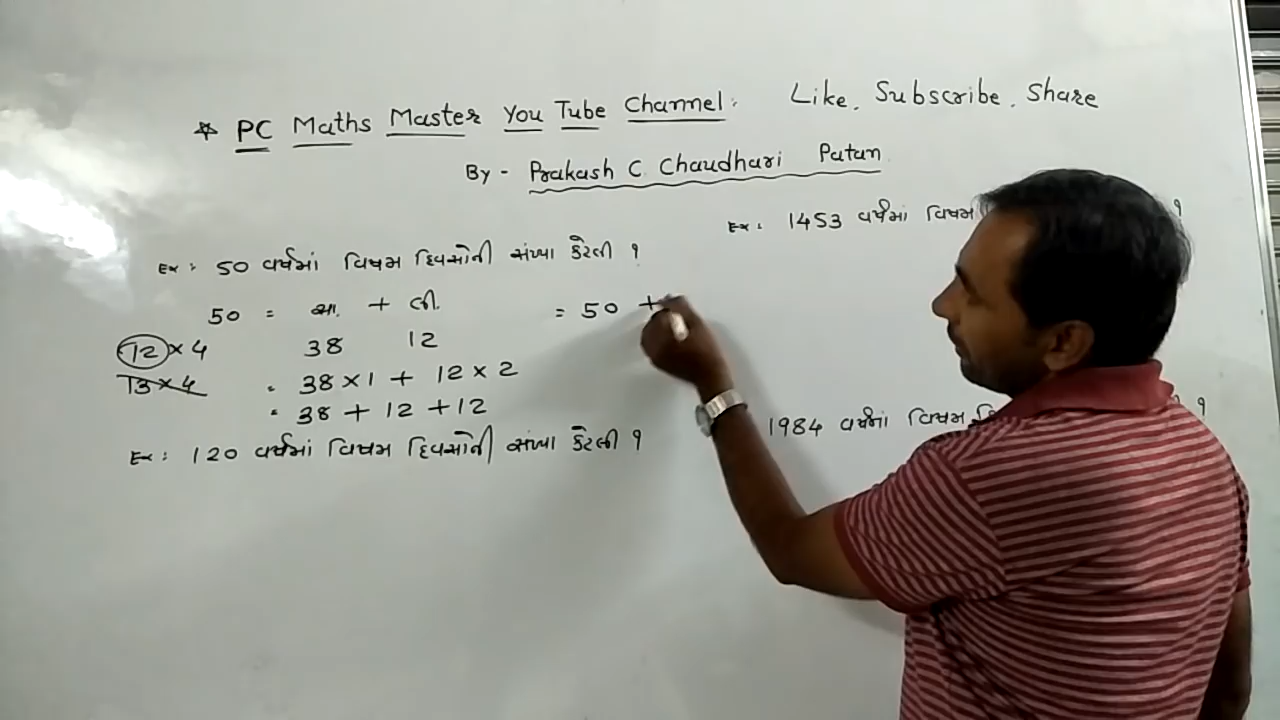 ☆ PC Maths Master You Tube Channel: Like, Subscribe, Share
By - Prakash C. Chaudhari Patan
Ex: 50 વર્ષમાં વિષમ દિવસોની સંખ્યા કેટલી ?
50 = સા. + લી.
12 × 4 38 12
13 × 4 = 38 × 1 + 12 × 2
= 38 + 12 + 12
= 50 +
Ex: 120 વર્ષમાં વિષમ દિવસોની સંખ્યા કેટલી ?
Ex: 1453 વર્ષમાં વિષમ ?
1984 વર્ષમાં વિષમ ?